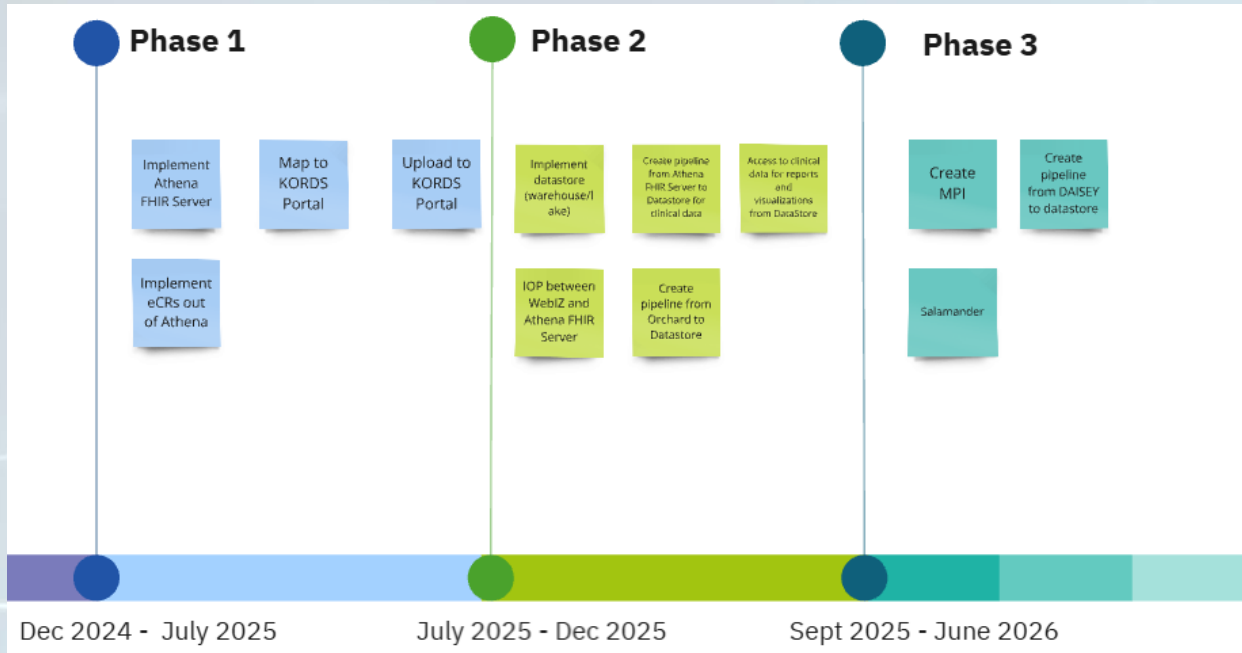 Phase 1
Phase 2
Phase 3
Implement
Athena
FHIR Server
Map to
KORDS
Portal
Upload to
KORDS
Portal
Implement
datastore
(warehouse/l
ake)
Create pipeline
from Athena
FHIR Server to
Datastore for
clinical data
Access to clinical
data for reports
and
visualizations
from DataStore
Create
MPI
Create
pipeline
from DAISEY
to datastore
Implement
eCRs out
of Athena
IOP between
WebIZ and
Athena FHIR
Server
Create
pipeline from
Orchard to
Datastore
Salamander
Dec 2024 - July 2025
July 2025 - Dec 2025
Sept 2025 - June 2026